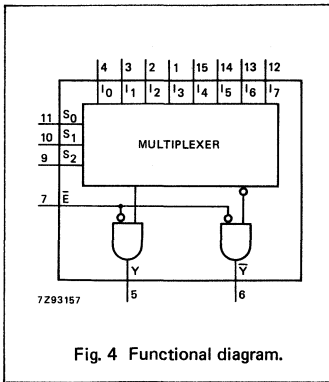 4 3 2 1 15 14 13 12
I0 I1 I2 I3 I4 I5 I6 I7
11 S0
10 S1
9 S2
MULTIPLEXER
7 E̅
Y Y̅
7Z93157 5 6
Fig. 4 Functional diagram.